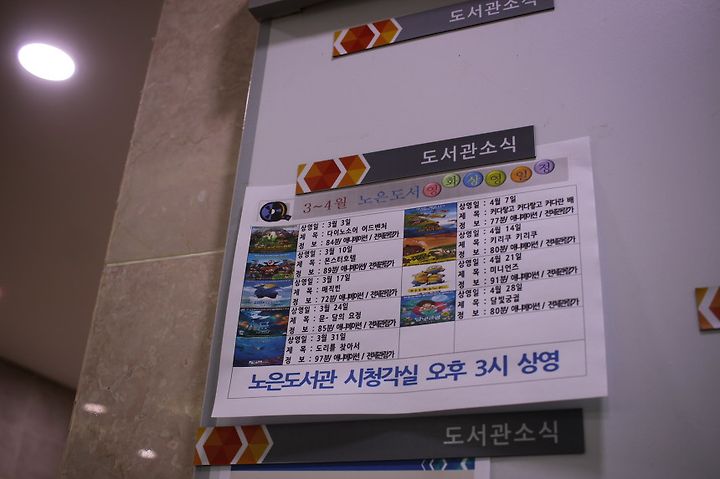 도서관소식
도서관소식
3~4월 노은도서 영화상영일정
상영일 : 3월 3일
제 목 : 다이노소어 어드벤처
정 보 : 84분/ 애니메이션 / 전체관람가
상영일 : 3월 10일
제 목 : 몬스터호텔
정 보 : 89분/ 애니메이션 / 전체관람가
상영일 : 3월 17일
제 목 : 매직빈
정 보 : 72분/ 애니메이션 / 전체관람가
상영일 : 3월 24일
제 목 : 문-달의 요정
정 보 : 85분/ 애니메이션 / 전체관람가
상영일 : 3월 31일
제 목 : 도리를 찾아서
정 보 : 97분/ 애니메이션 / 전체관람가
상영일 : 4월 7일
제 목 : 커다랗고 커다랗고 커다란 배
정 보 : 77분/ 애니메이션 / 전체관람가
상영일 : 4월 14일
제 목 : 키리쿠 키리쿠
정 보 : 80분/ 애니메이션 / 전체관람가
상영일 : 4월 21일
제 목 : 미니언즈
정 보 : 91분/ 애니메이션 / 전체관람가
상영일 : 4월 28일
제 목 : 달빛궁궐
정 보 : 80분/ 애니메이션 / 전체관람가
노은도서관 시청각실 오후 3시 상영
도서관소식